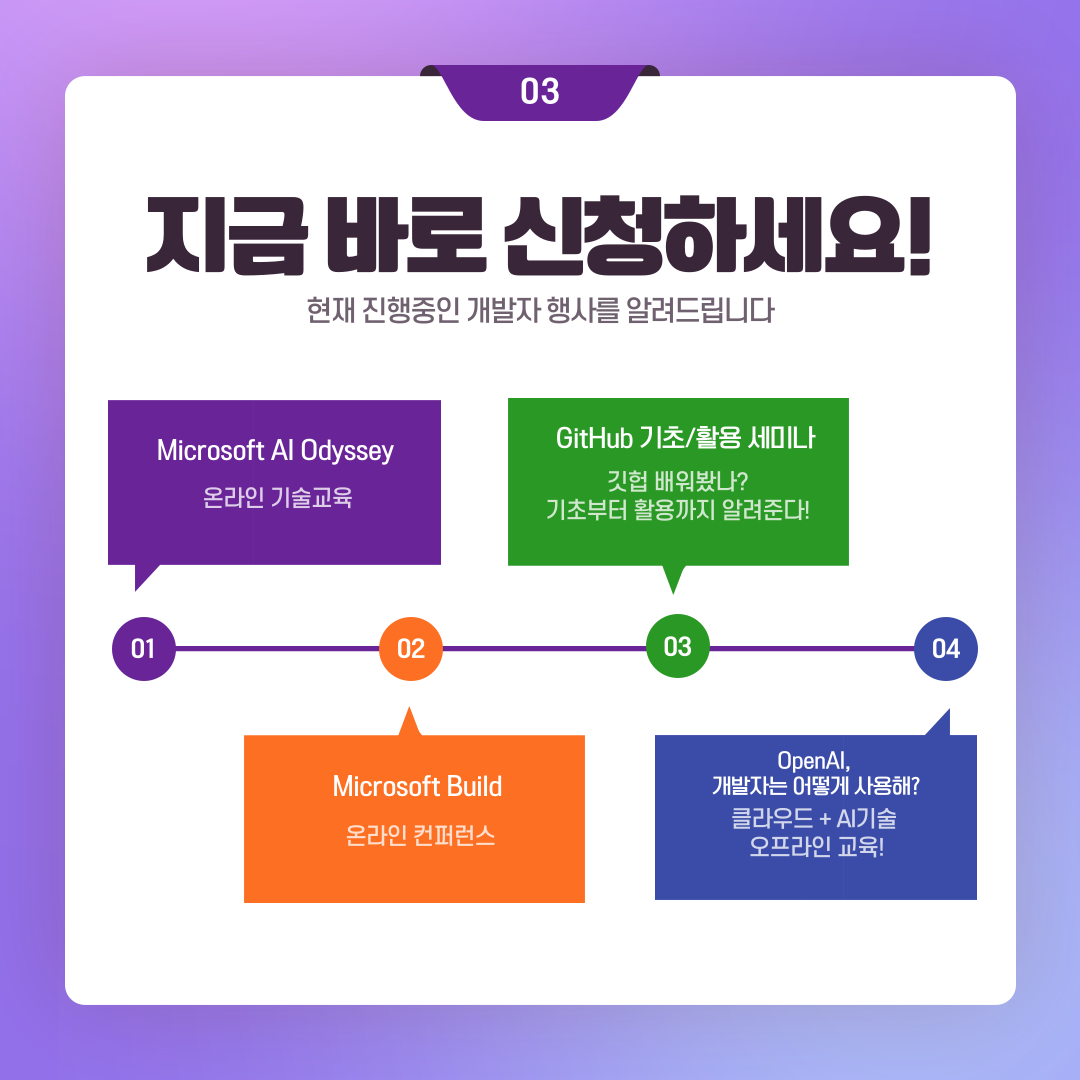 03
지금 바로 신청하세요!
현재 진행중인 개발자 행사를 알려드립니다
Microsoft AI Odyssey
온라인 기술교육
GitHub 기초/활용 세미나
깃헙 배워봤나?
기초부터 활용까지 알려준다!
01
02
03
04
Microsoft Build
온라인 컨퍼런스
OpenAI,
개발자는 어떻게 사용해?
클라우드 + AI기술
오프라인 교육!